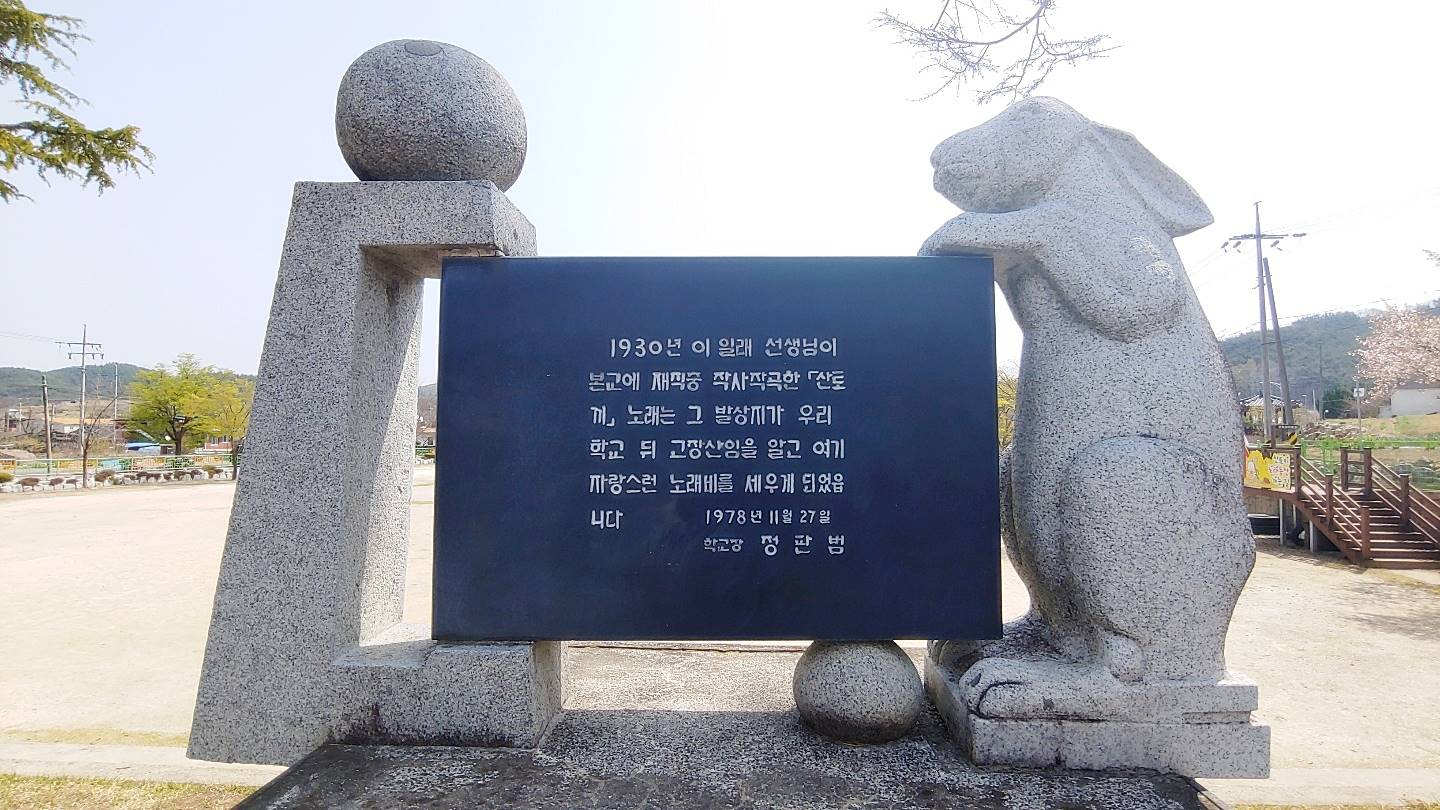 1930년 이 일래 선생님이
본교에 재직중 작사작곡한 「산토
끼」 노래는 그 발상지가 우리
학교 뒤 고장산임을 알고 여기
자랑스런 노래비를 세우게 되었읍
니다 1978년 11월 27일
학교장 정 판 범